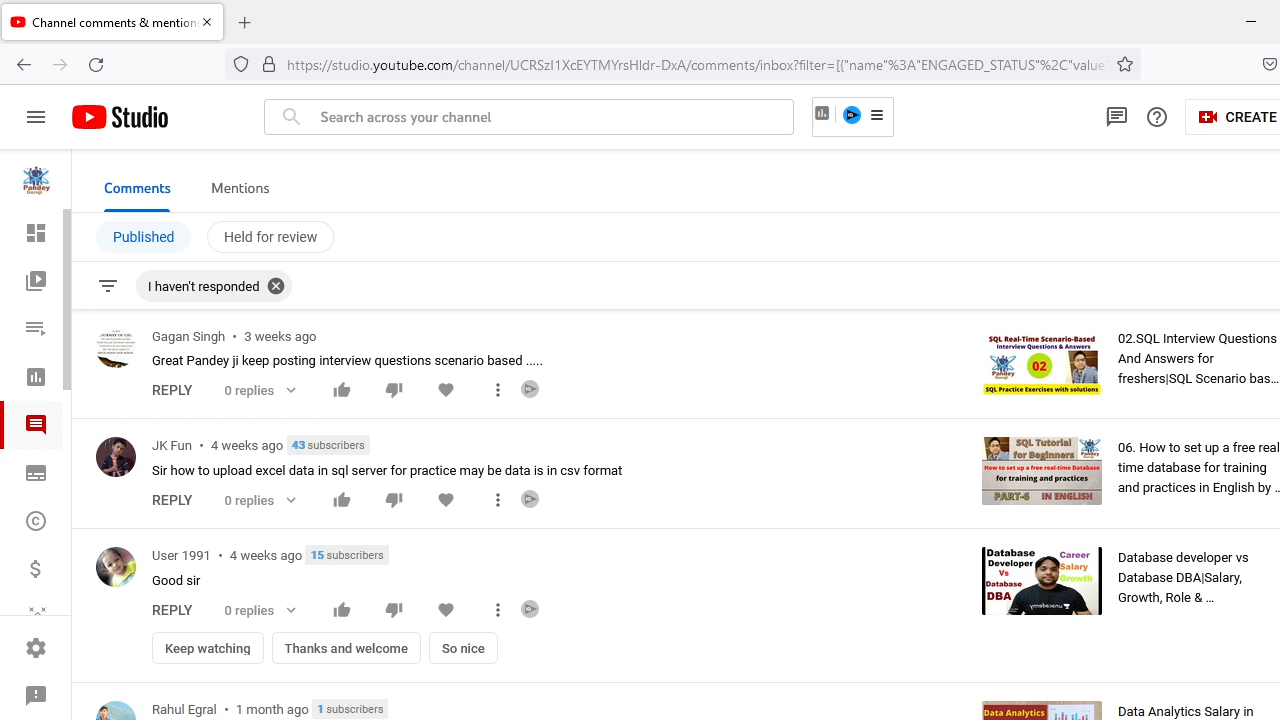 Channel comments & mention
https://studio.youtube.com/channel/UCRSzI1XcEYTMYrsHldr-DxA/comments/inbox?filter=[{"name"%3A"ENGAGED_STATUS"%2C"value"
Studio
Search across your channel
CREATE
Pandey
Guruji
Comments
Mentions
Published
Held for review
I haven't responded
Gagan Singh • 3 weeks ago
Great Pandey ji keep posting interview questions scenario based .....
REPLY
0 replies
SQL Real-Time Scenario-Based
Interview Questions & Answers
02
Pandey
SQL Practice Exercises with solutions
02.SQL Interview Questions
And Answers for
freshers|SQL Scenario bas...
JK Fun • 4 weeks ago 43 subscribers
Sir how to upload excel data in sql server for practice may be data is in csv format
REPLY
0 replies
SQL Tutorial
for Beginners
How to set up a free real-time Database
for training and practices
PART-6 IN ENGLISH
06. How to set up a free real
time database for training
and practices in English by ..
User 1991 • 4 weeks ago 15 subscribers
Good sir
REPLY
0 replies
Keep watching
Thanks and welcome
So nice
Database
Developer
Vs
Database
DBA
Career
Salary
Growth
unacademy
Database developer vs
Database DBA|Salary,
Growth, Role & ...
Rahul Egral • 1 month ago 1 subscribers
Data Analytics
Data Analytics Salary in